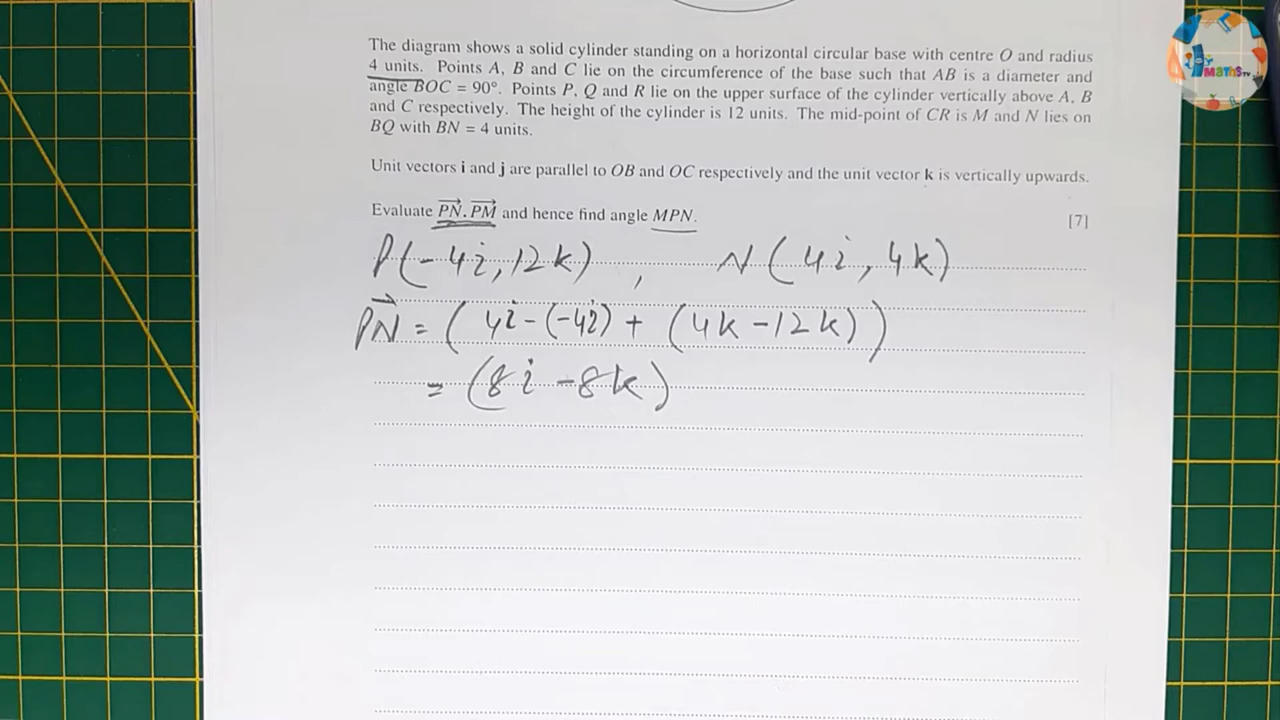 The diagram shows a solid cylinder standing on a horizontal circular base with centre O and radius
4 units. Points A, B and C lie on the circumference of the base such that AB is a diameter and
angle BOC = 90°. Points P, Q and R lie on the upper surface of the cylinder vertically above A, B
and C respectively. The height of the cylinder is 12 units. The mid-point of CR is M and N lies on
BQ with BN = 4 units.
Unit vectors i and j are parallel to OB and OC respectively and the unit vector k is vertically upwards.
Evaluate PN⃗.PM⃗ and hence find angle MPN. [7]
P(-4i, 12k) , N(4i, 4k)
PN⃗ = (4i-(-4i) + (4k-12k))
= (8i -8k)
MATHS TV